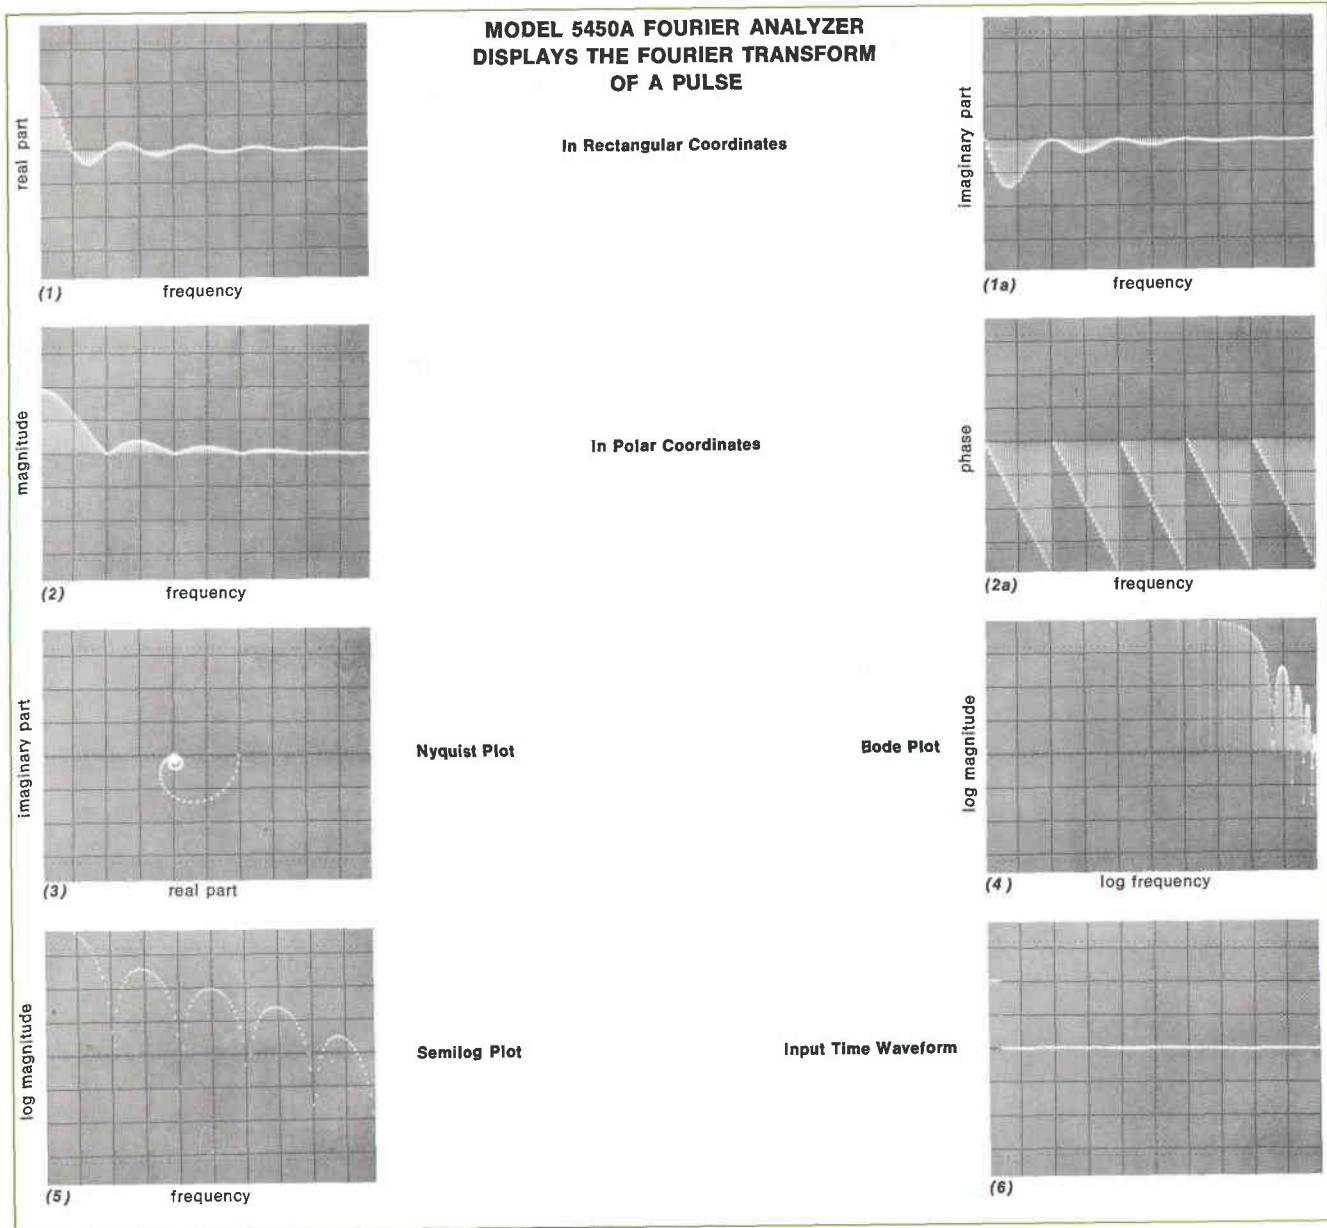 MODEL 5450A FOURIER ANALYZER
DISPLAYS THE FOURIER TRANSFORM
OF A PULSE
real part
(1)
frequency
In Rectangular Coordinates
imaginary part
(1a)
frequency
magnitude
(2)
frequency
In Polar Coordinates
phase
(2a)
frequency
imaginary part
(3)
real part
Nyquist Plot
Bode Plot
log magnitude
(4)
log frequency
log magnitude
(5)
frequency
Semilog Plot
Input Time Waveform
(6)